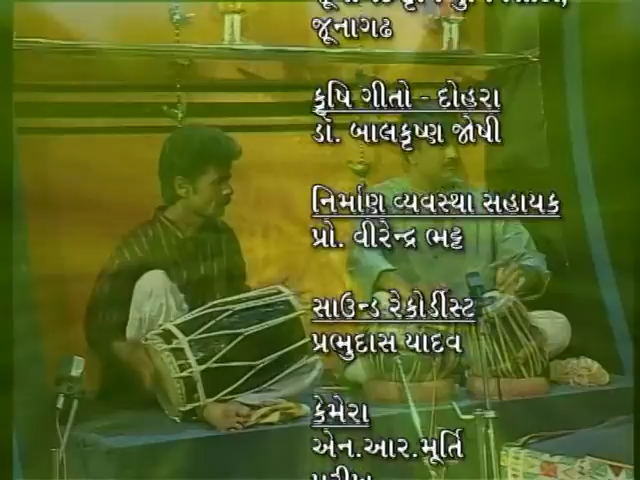 જૂનાગઢ
કૃષિ ગીતો - દોહરા
ડૉ. બાલકૃષ્ણ જોષી
નિર્માણ વ્યવસ્થા સહાયક
પ્રો. વીરેન્દ્ર ભટ્ટ
સાઉન્ડ રેકોર્ડીસ્ટ
પ્રભુદાસ યાદવ
કેમેરા
એન.આર.મૂર્તિ